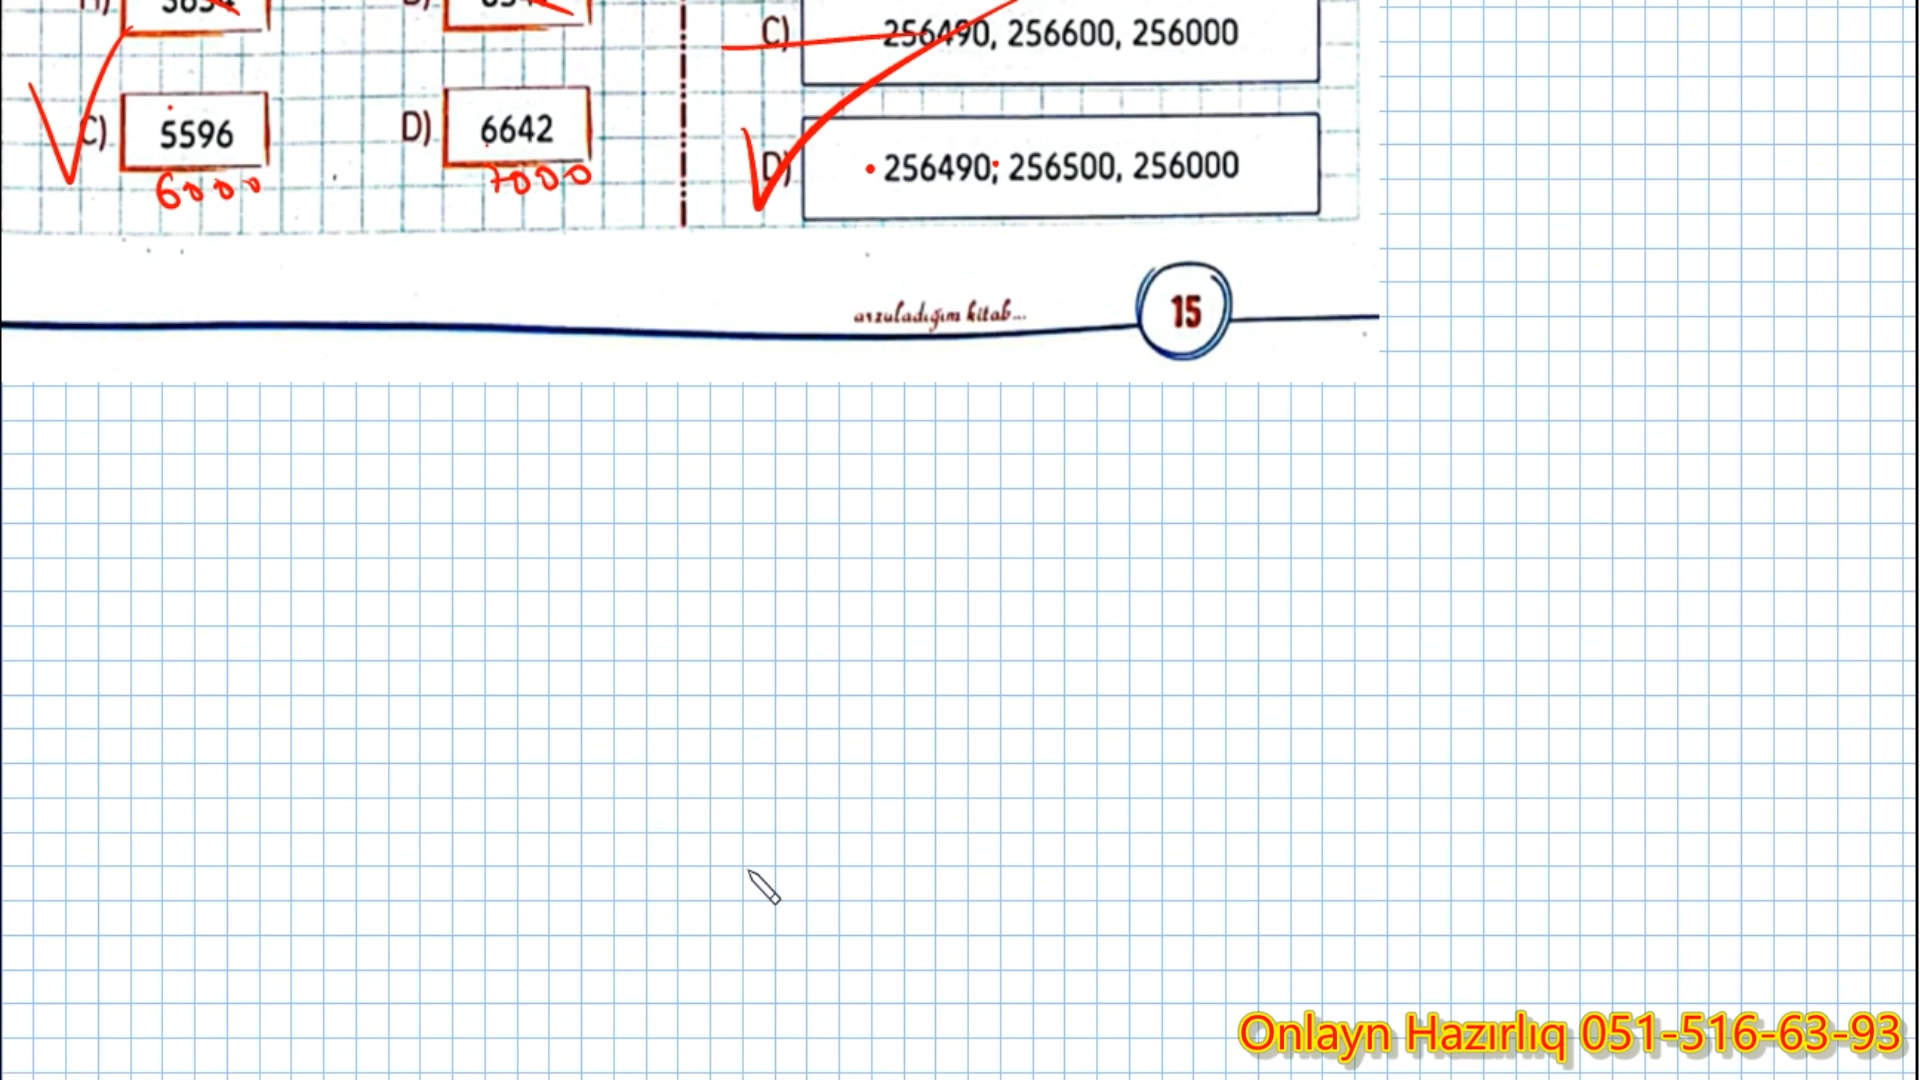 C) 256490, 256600, 256000
C) 5596
D) 6642
6000
7000
D) 256490; 256500, 256000
arzuladığım kitab...
15
Onlayn Hazırlıq 051-516-63-93